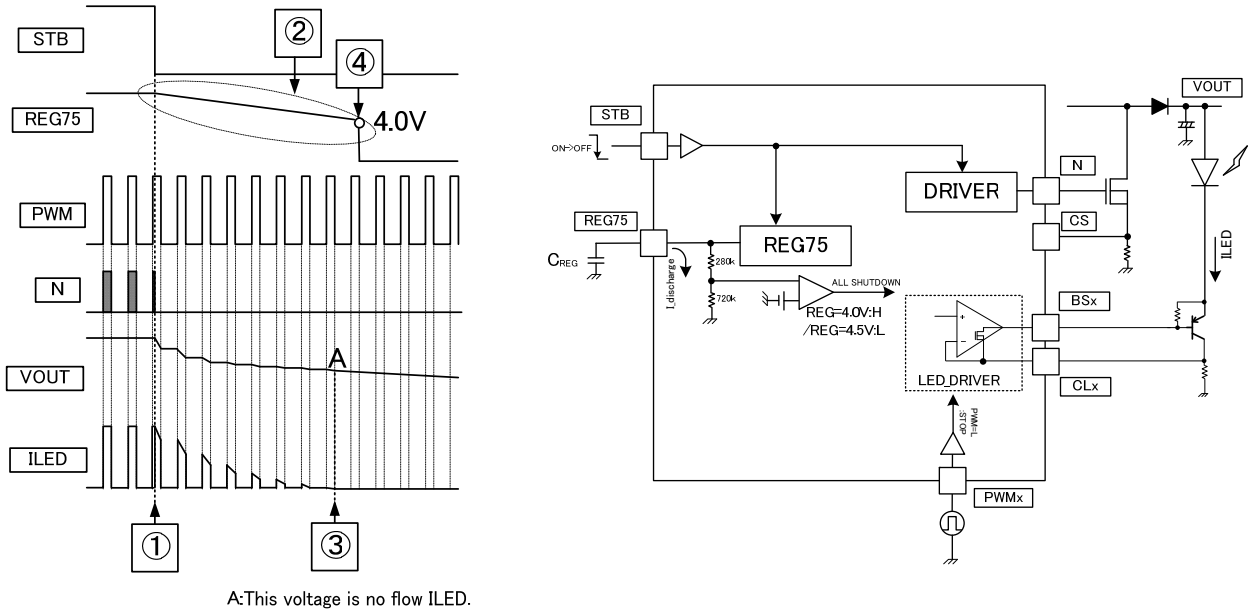 STB
②
④
REG75
4.0V
PWM
N
VOUT
A
ILED
①
③
A:This voltage is no flow ILED.
VOUT
STB
ON->OFF
DRIVER
N
REG75
CS
REG75
CREG
I_discharge
280k
720k
ALL SHUTDOWN
REG=4.0V:H
/REG=4.5V:L
ILED
BSx
+
-
LED_DRIVER
CLx
PWM=L
:STOP
PWMx